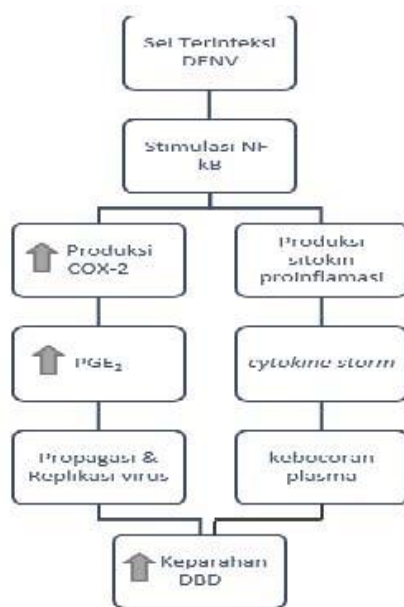 Sel Terinfeksi
DENV
Stimulasi NF
kB
Produksi
COX-2
Produksi
sitokin
proinflamasi
PGE₂
cytokine storm
Propagasi &
Replikasi virus
kebocoran
plasma
Keparahan
DBD